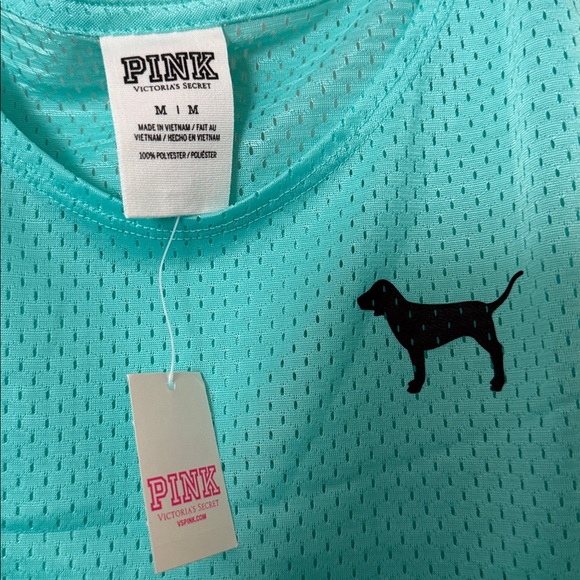 PINK
VICTORIA'S SECRET
M | M
MADE IN VIETNAM / FAIT AU
VIETNAM / HECHO EN VIETNAM
100% POLYESTER / POLIÉSTER
PINK
VICTORIA'S SECRET
VSPINK.COM